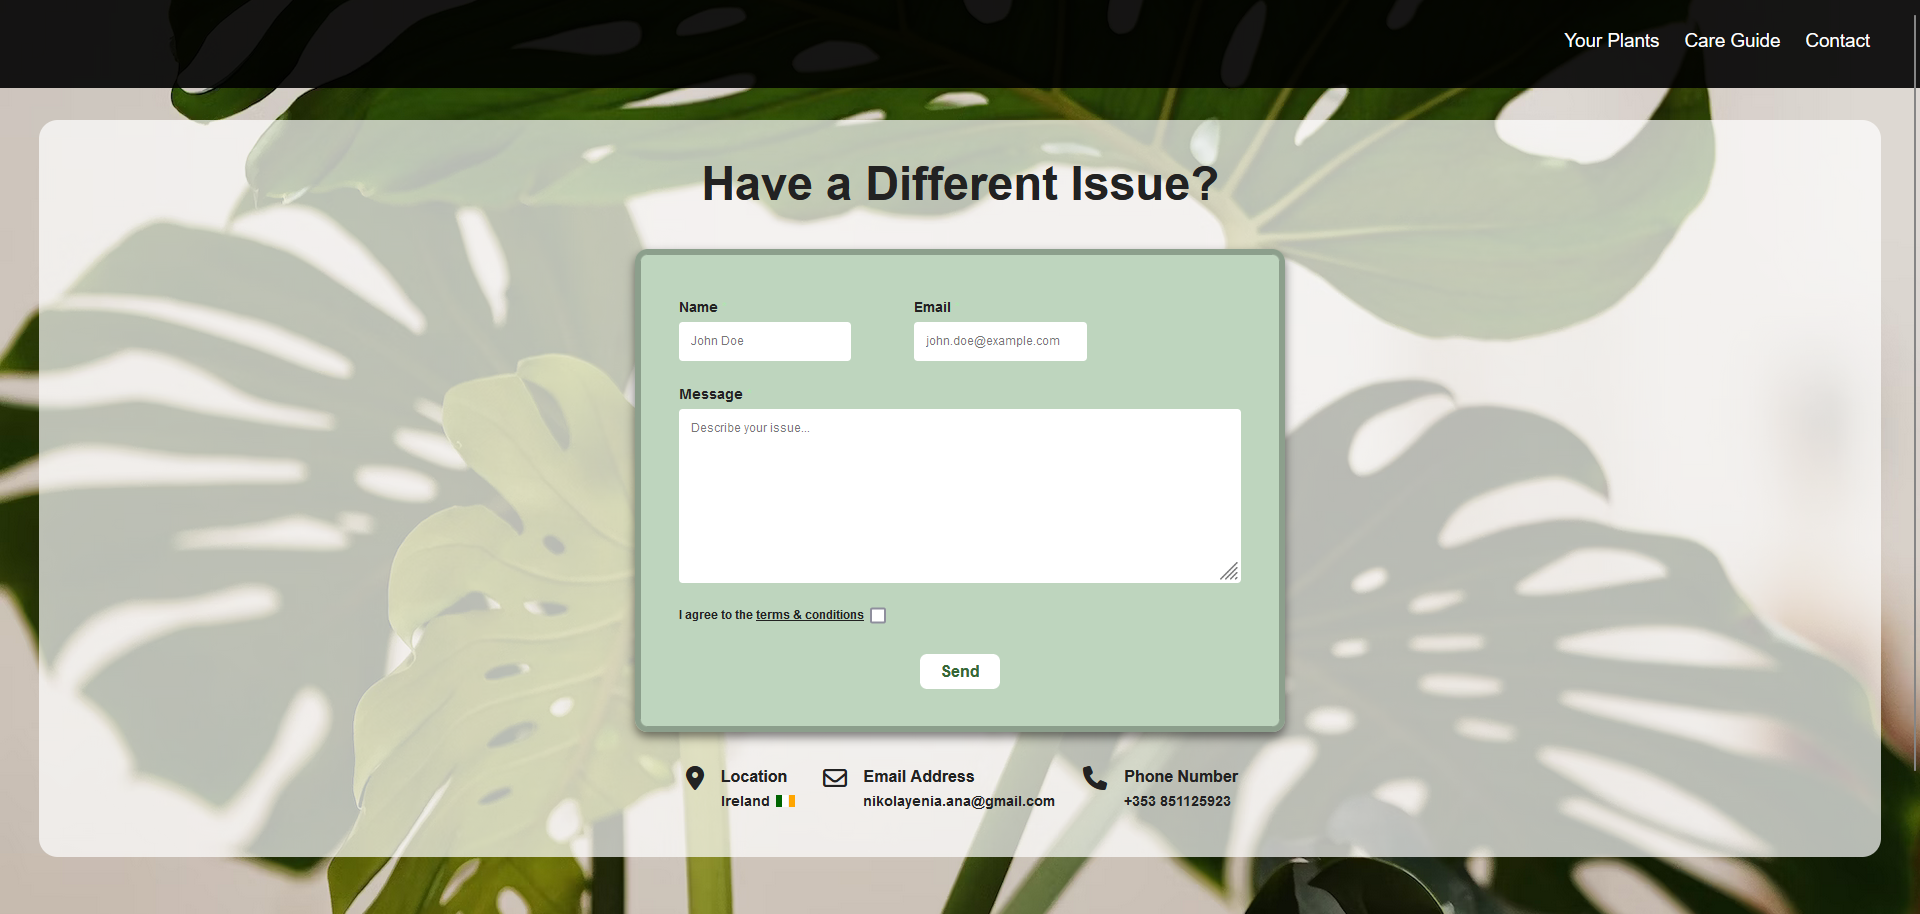 Your Plants Care Guide Contact
Have a Different Issue?
Name Email
John Doe john.doe@example.com
Message
Describe your issue...
I agree to the terms & conditions
Send
Location Email Address Phone Number
Ireland nikolayenia.ana@gmail.com +353 851125923